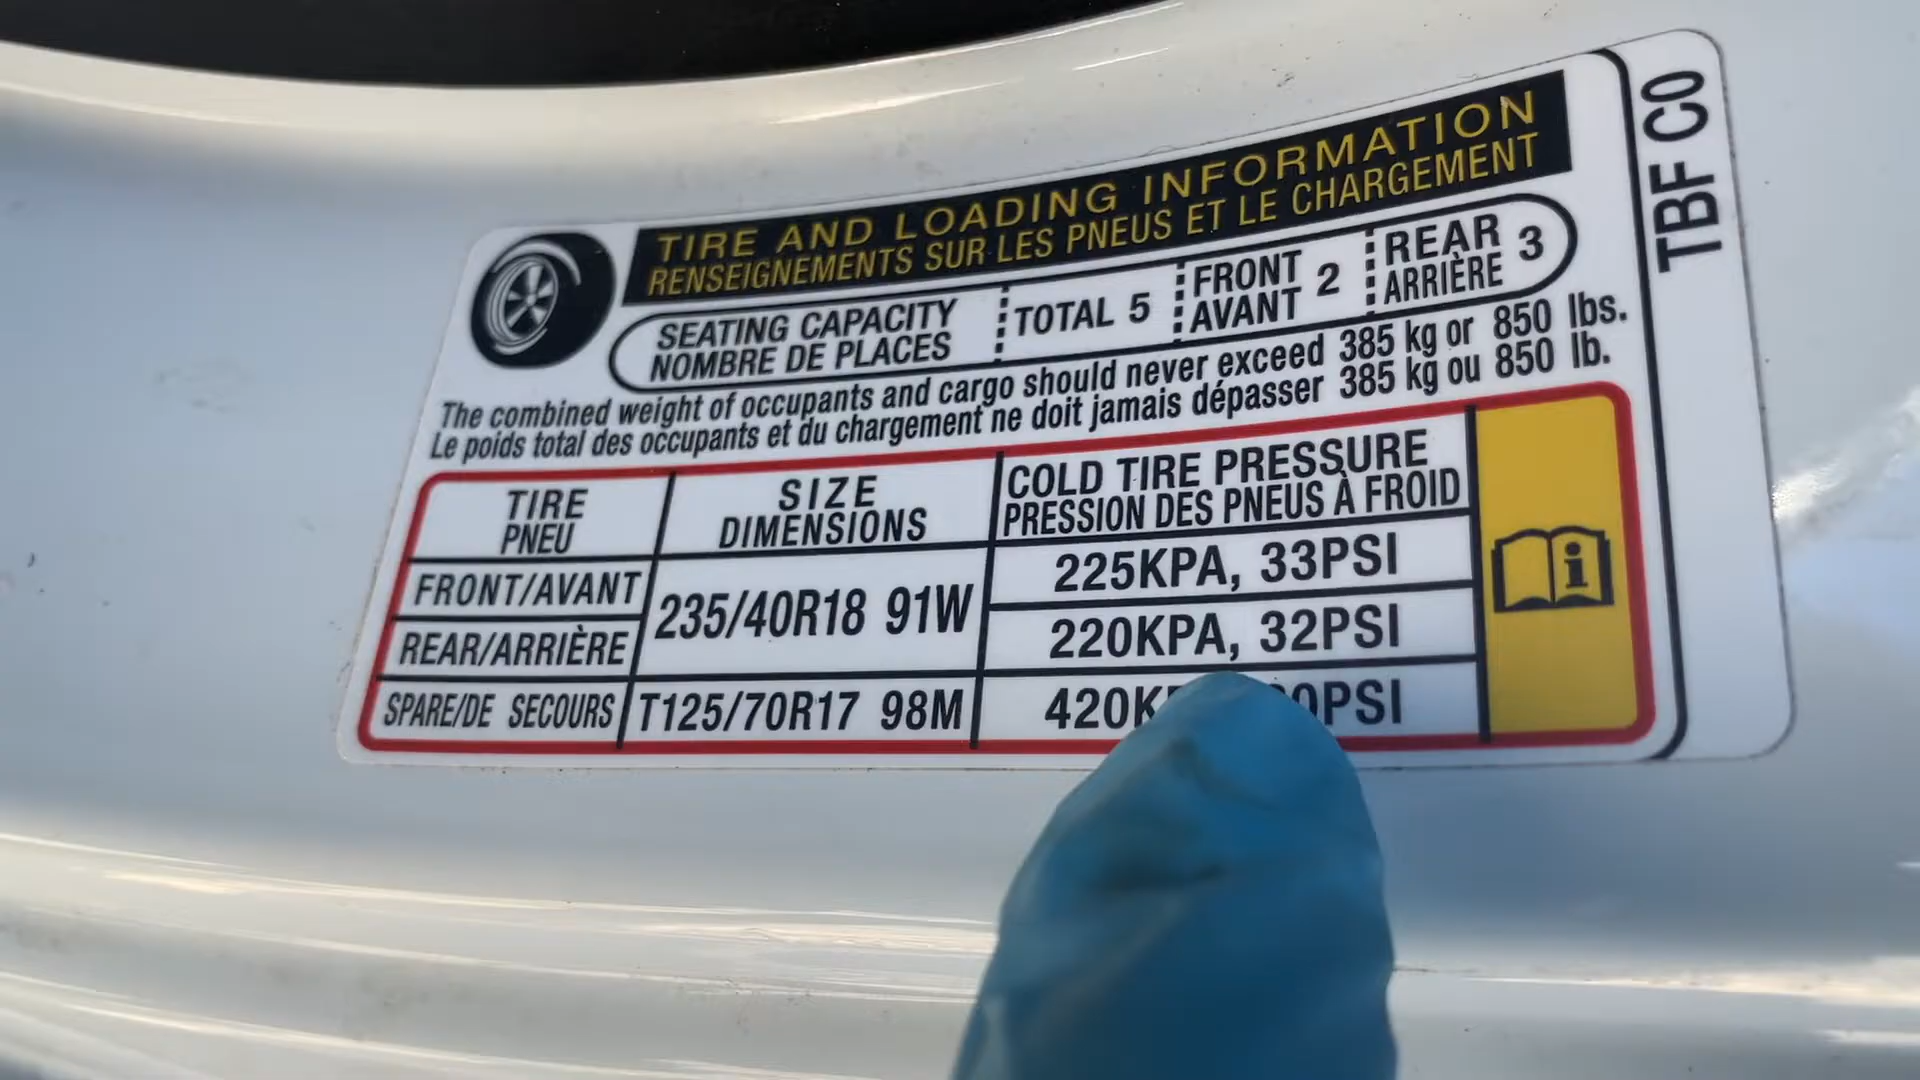 TIRE AND LOADING INFORMATION
RENSEIGNEMENTS SUR LES PNEUS ET LE CHARGEMENT
SEATING CAPACITY
NOMBRE DE PLACES
TOTAL 5
FRONT
AVANT
2
REAR
ARRIÈRE
3
The combined weight of occupants and cargo should never exceed 385 kg or 850 lbs.
Le poids total des occupants et du chargement ne doit jamais dépasser 385 kg ou 850 lb.
TIRE
PNEU
SIZE
DIMENSIONS
COLD TIRE PRESSURE
PRESSION DES PNEUS À FROID
FRONT/AVANT
235/40R18 91W
225KPA, 33PSI
REAR/ARRIÈRE
220KPA, 32PSI
SPARE/DE SECOURS
T125/70R17 98M
TBF C0